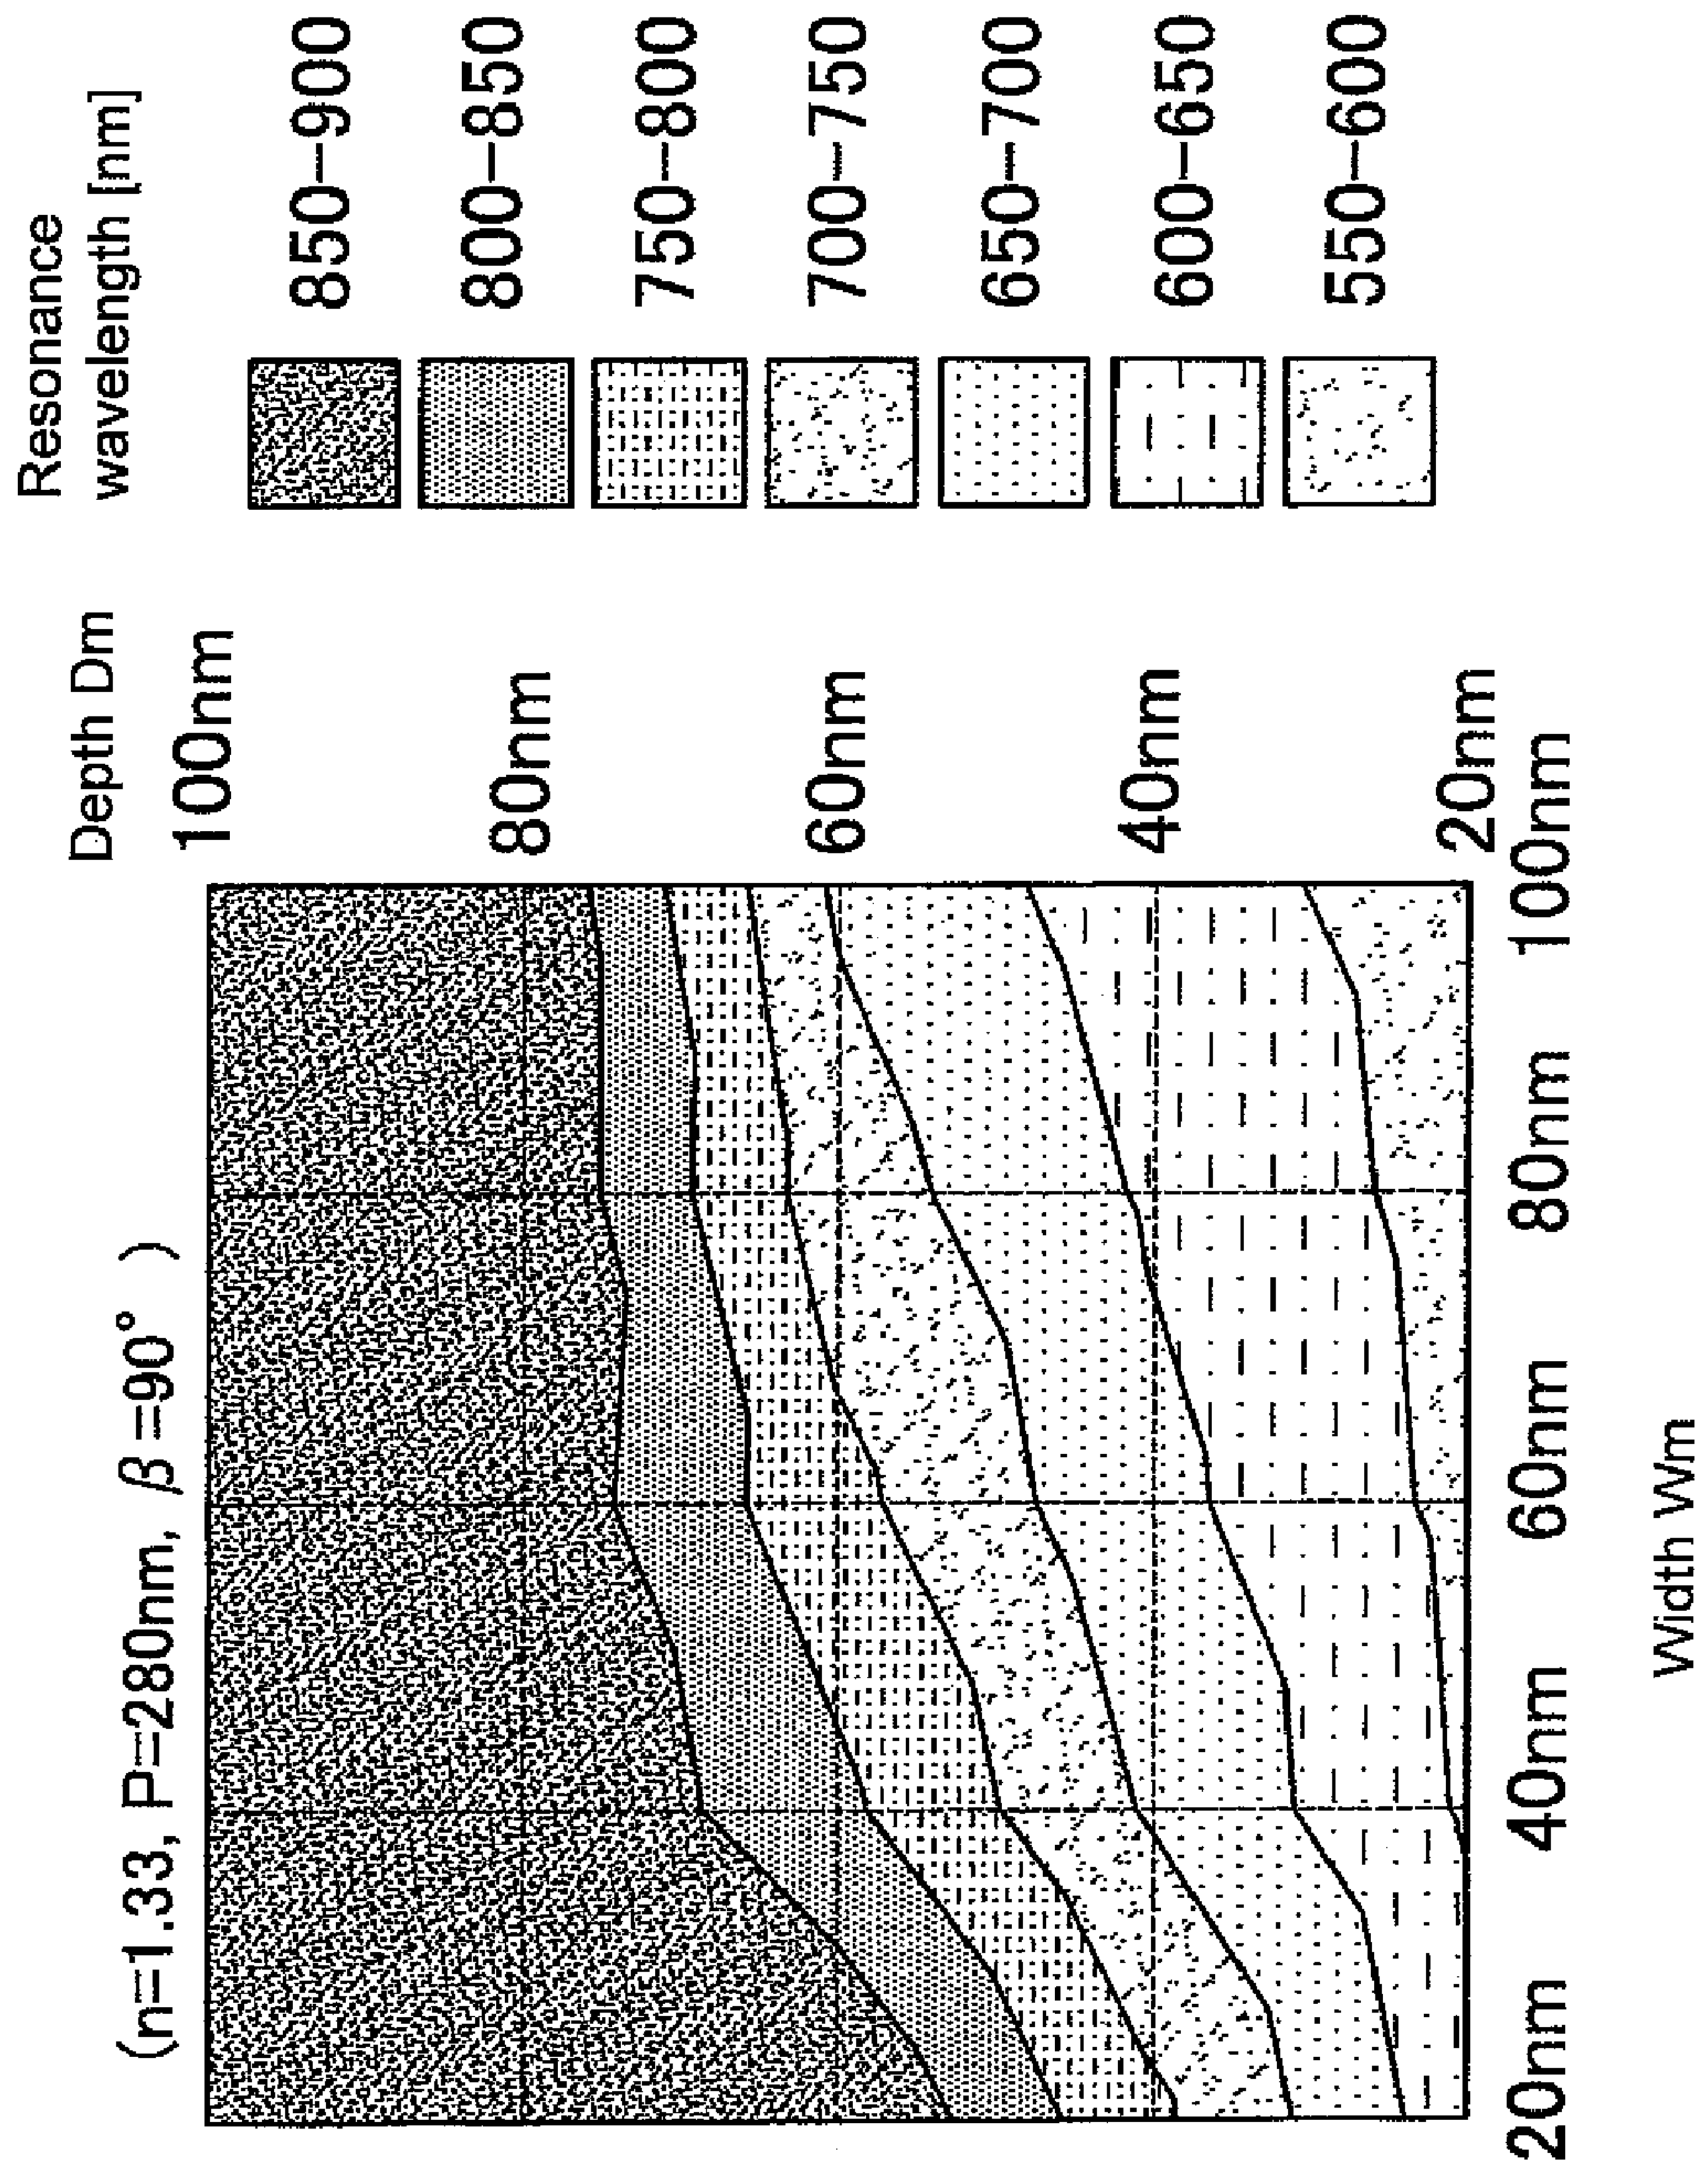 (n=1.33, P=280nm, β=90° )
Depth Dm
100nm
80nm
60nm
40nm
20nm
20nm 40nm 60nm 80nm 100nm
Width Wm
Resonance
wavelength [nm]
850-900
800-850
750-800
700-750
650-700
600-650
550-600